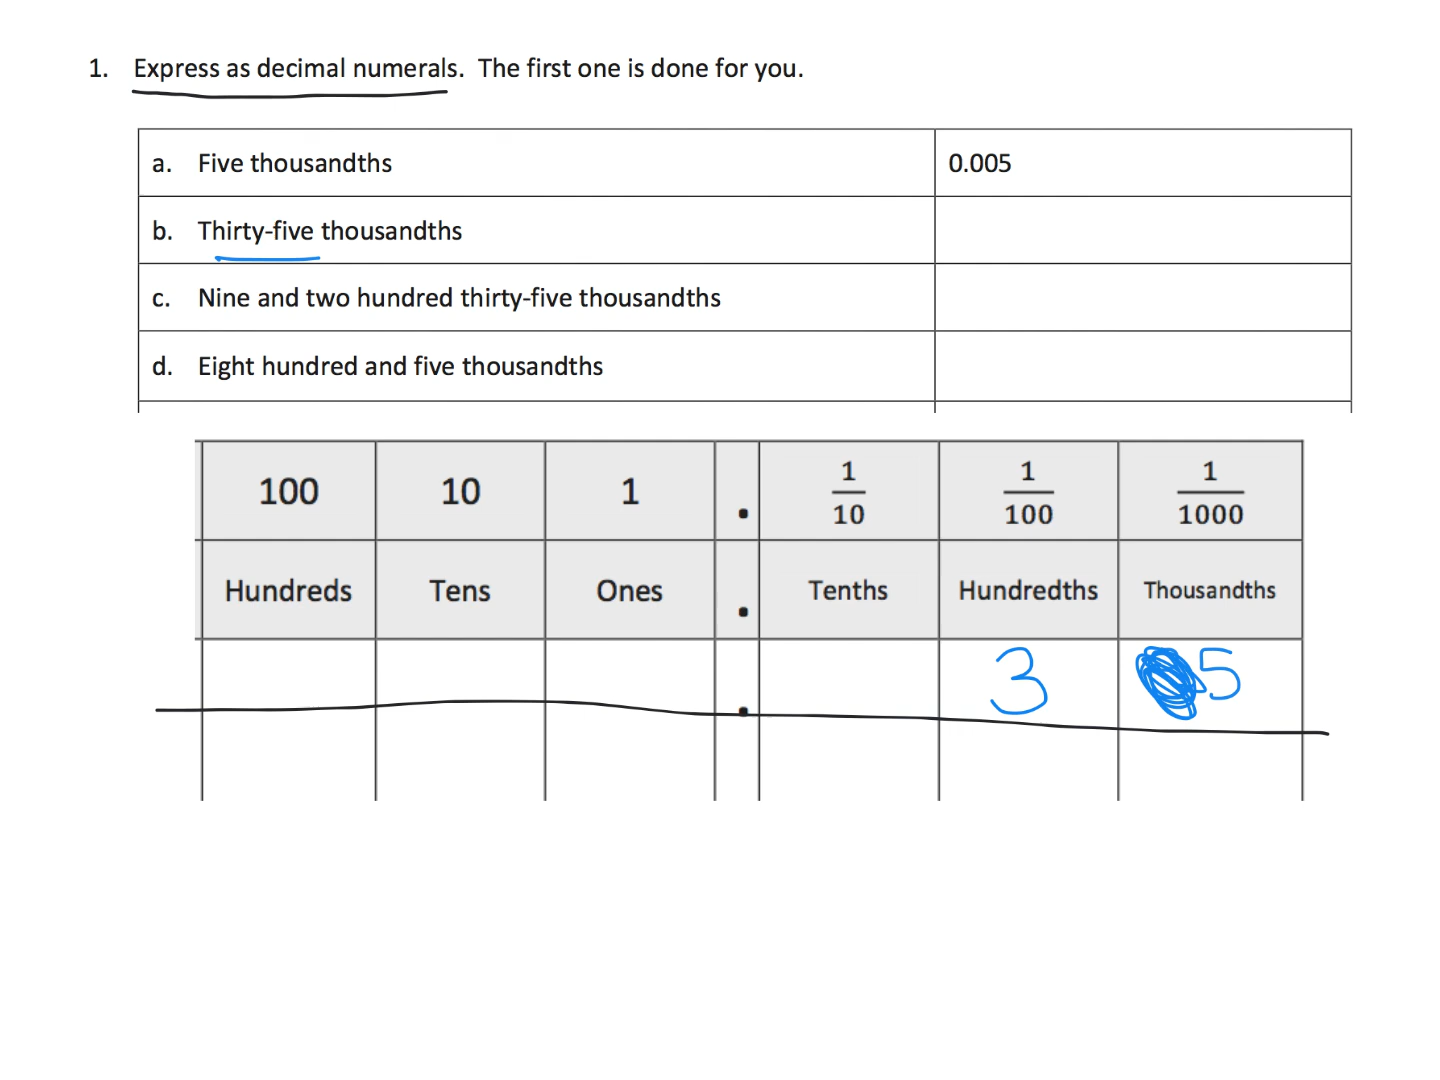 1. Express as decimal numerals. The first one is done for you.
a. Five thousandths 0.005
b. Thirty-five thousandths
c. Nine and two hundred thirty-five thousandths
d. Eight hundred and five thousandths
100 10 1 . 1/10 1/100 1/1000
Hundreds Tens Ones . Tenths Hundredths Thousandths
. 3 5